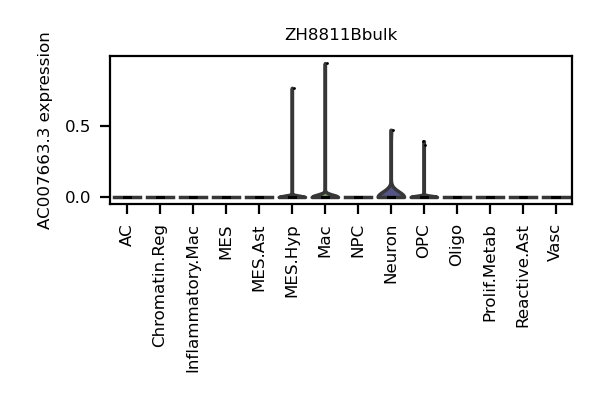 ZH8811Bbulk
AC007663.3 expression
0.5
0.0
AC
Chromatin.Reg
Inflammatory.Mac
MES
MES.Ast
MES.Hyp
Mac
NPC
Neuron
OPC
Oligo
Prolif.Metab
Reactive.Ast
Vasc